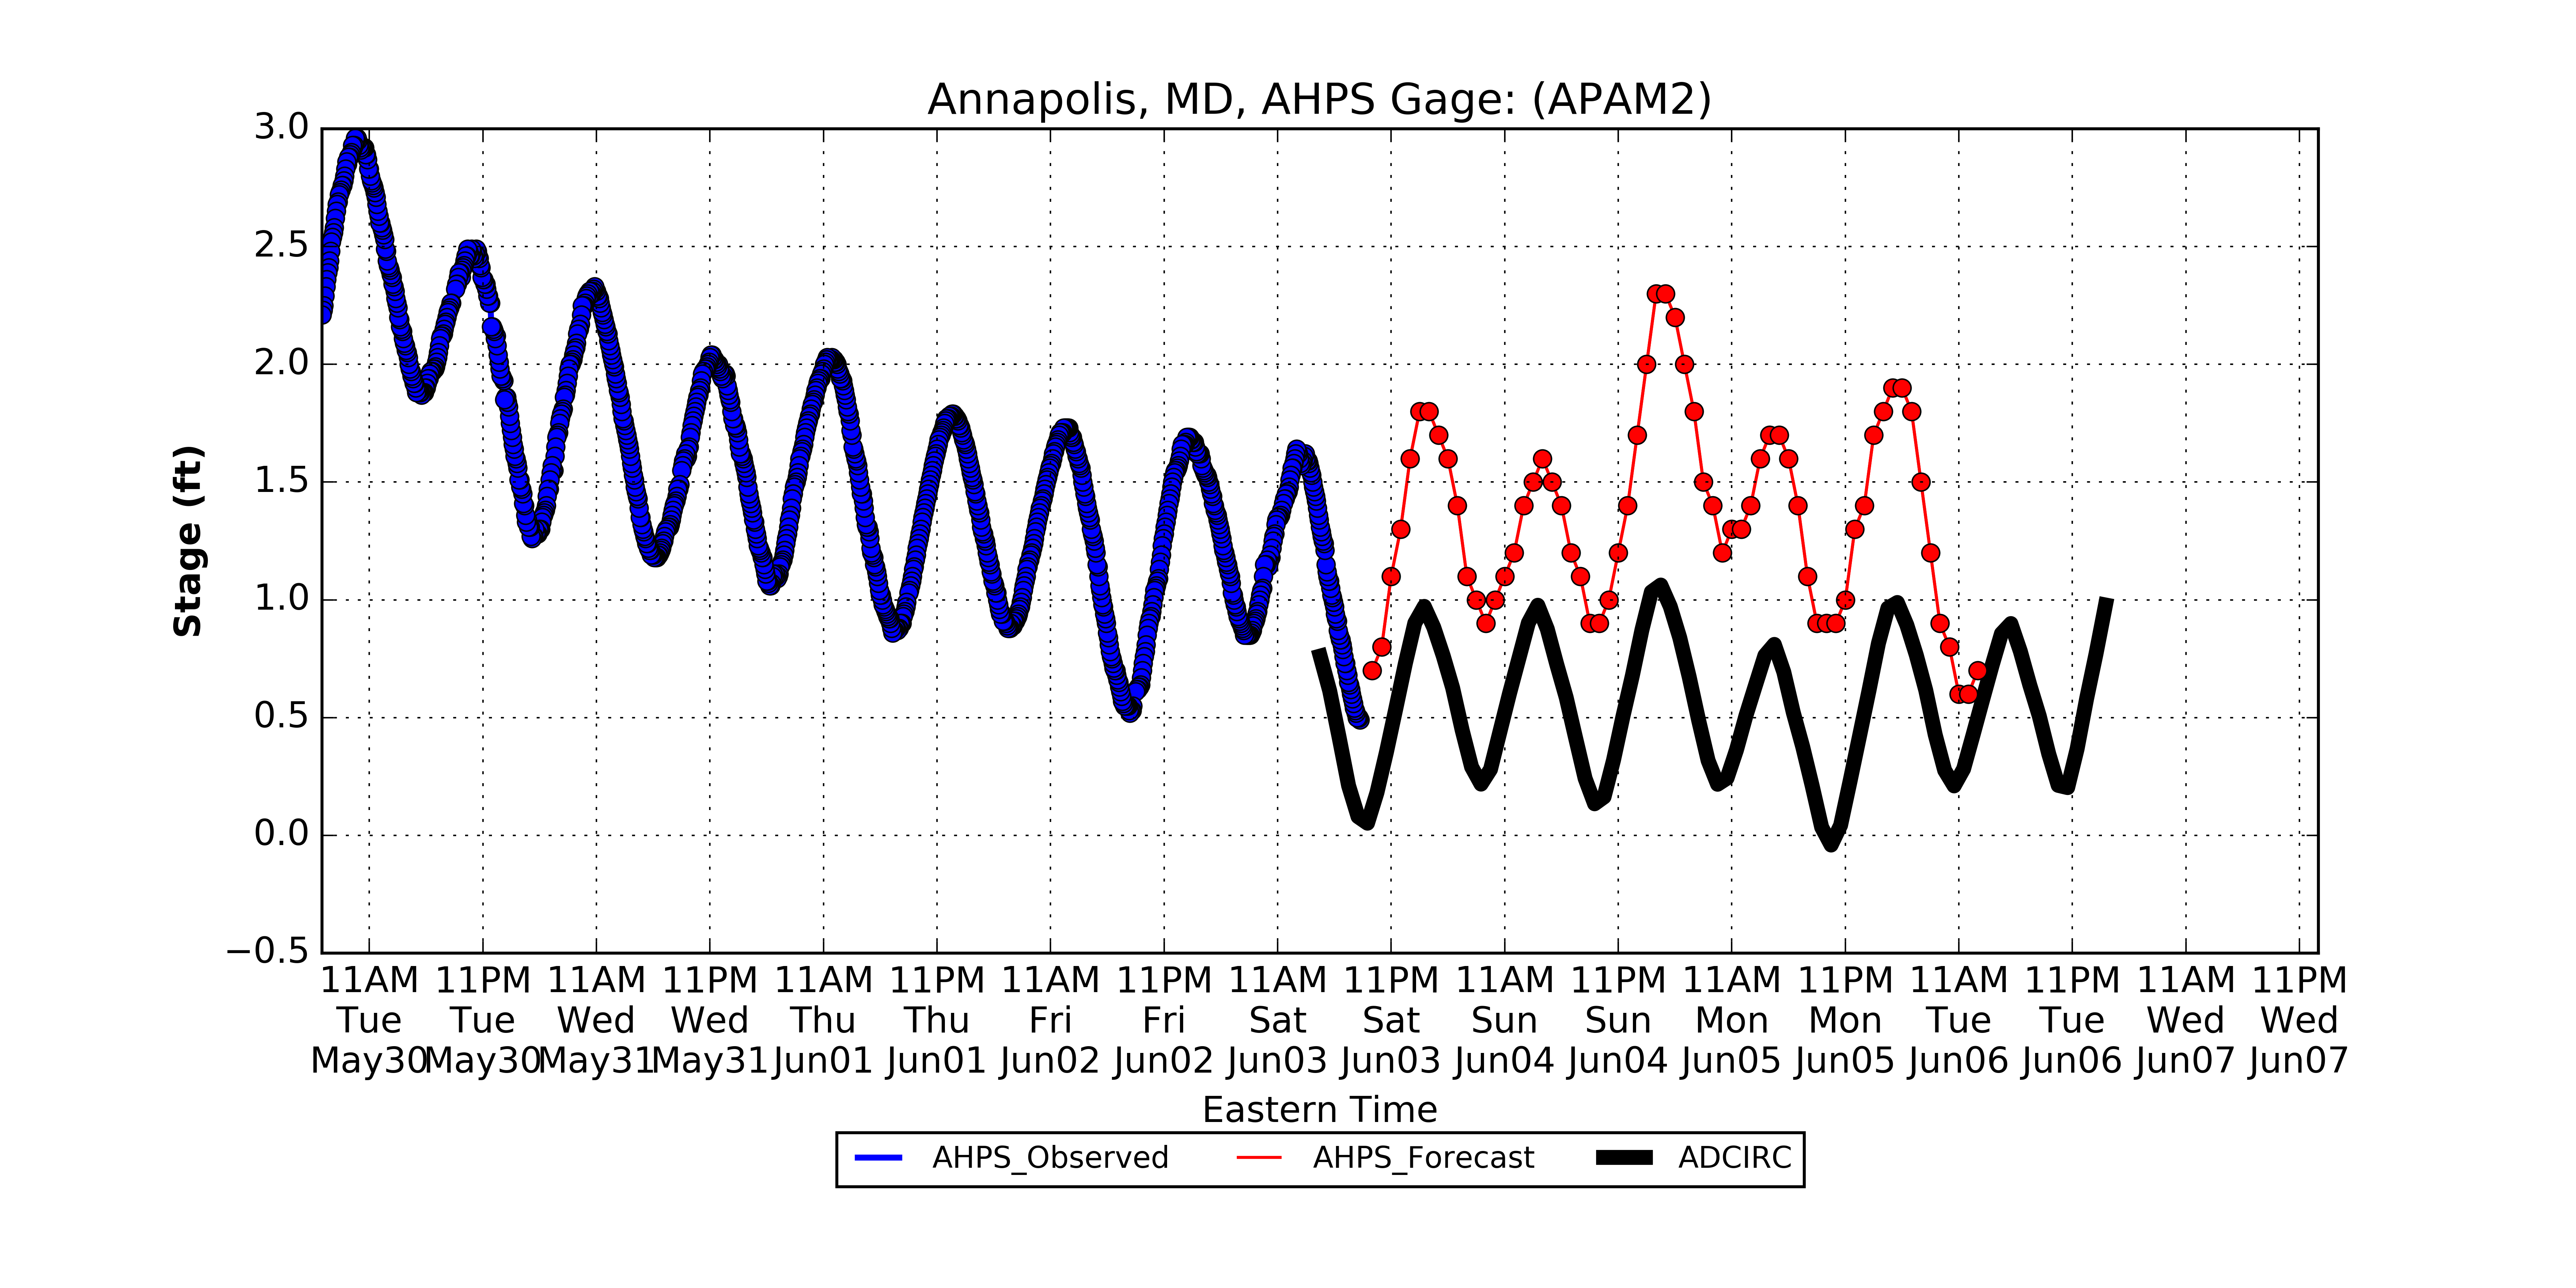 Annapolis, MD, AHPS Gage: (APAM2)
Stage (ft)
3.0
2.5
2.0
1.5
1.0
0.5
0.0
−0.5
11AM 11PM 11AM 11PM 11AM 11PM 11AM 11PM 11AM 11PM 11AM 11PM 11AM 11PM 11AM 11PM 11AM 11PM
Tue Tue Wed Wed Thu Thu Fri Fri Sat Sat Sun Sun Mon Mon Tue Tue Wed Wed
May30 May30 May31 May31 Jun01 Jun01 Jun02 Jun02 Jun03 Jun03 Jun04 Jun04 Jun05 Jun05 Jun06 Jun06 Jun07 Jun07
Eastern Time
AHPS_Observed AHPS_Forecast ADCIRC